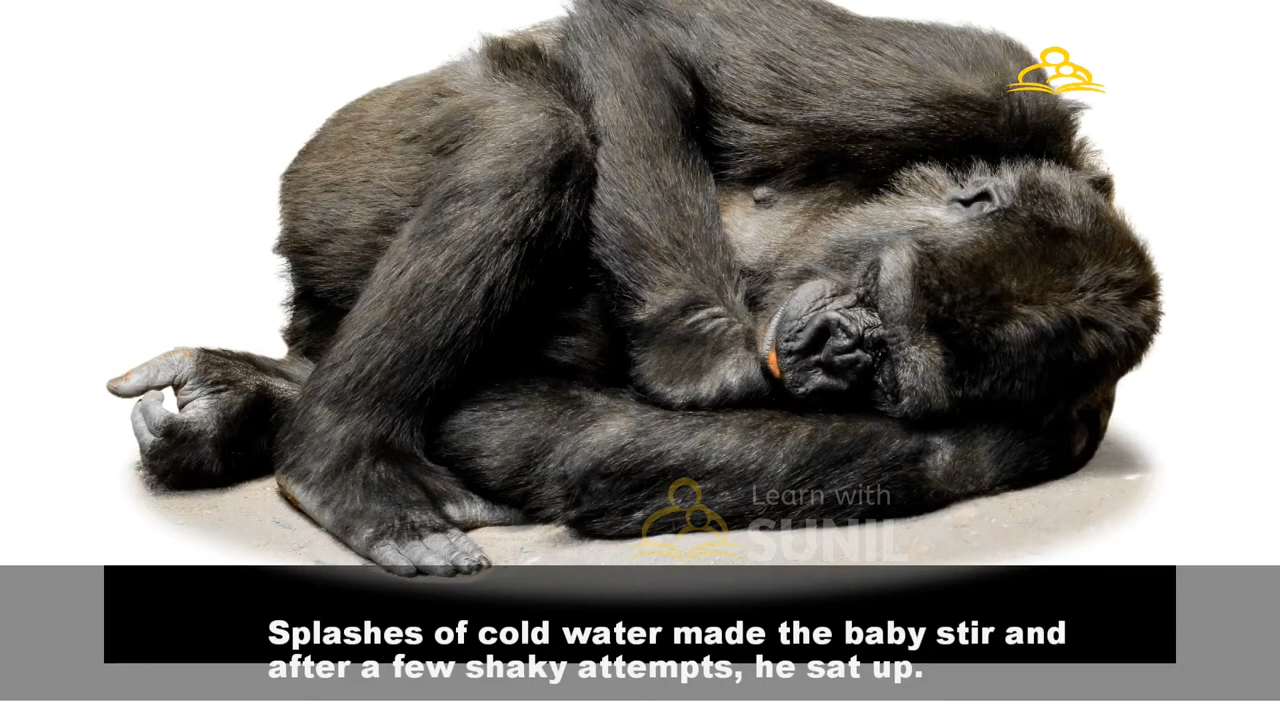 Learn with
SUNIL
Splashes of cold water made the baby stir and
after a few shaky attempts, he sat up.